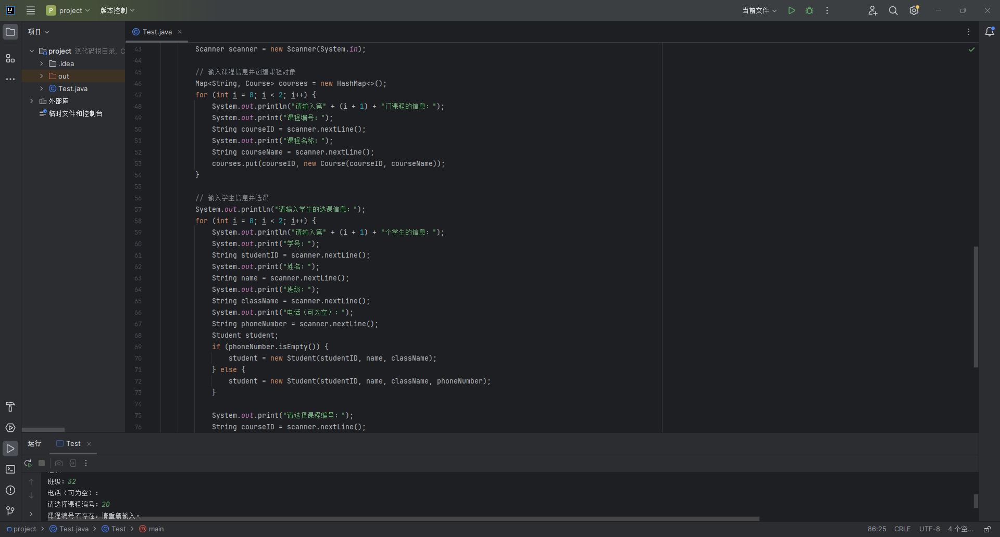 P project 版本控制 当前文件
项目
Test.java
project 源代码根目录, C
.idea
out
Test.java
外部库
临时文件和控制台
43 Scanner scanner = new Scanner(System.in);
44
45 // 输入课程信息并创建课程对象
46 Map<String, Course> courses = new HashMap<>();
47 for (int i = 0; i < 2; i++) {
48 System.out.println("请输入第" + (i + 1) + "门课程的信息：");
49 System.out.print("课程编号：");
50 String courseID = scanner.nextLine();
51 System.out.print("课程名称：");
52 String courseName = scanner.nextLine();
53 courses.put(courseID, new Course(courseID, courseName));
54 }
55
56 // 输入学生信息并选课
57 System.out.println("请输入学生的选课信息：");
58 for (int i = 0; i < 2; i++) {
59 System.out.println("请输入第" + (i + 1) + "个学生的信息：");
60 System.out.print("学号：");
61 String studentID = scanner.nextLine();
62 System.out.print("姓名：");
63 String name = scanner.nextLine();
64 System.out.print("班级：");
65 String className = scanner.nextLine();
66 System.out.print("电话（可为空）：");
67 String phoneNumber = scanner.nextLine();
68 Student student;
69 if (phoneNumber.isEmpty()) {
70 student = new Student(studentID, name, className);
71 } else {
72 student = new Student(studentID, name, className, phoneNumber);
73 }
74
75 System.out.print("请选择课程编号：");
76 String courseID = scanner.nextLine();
运行 Test
班级：32
电话（可为空）：
请选择课程编号：20
课程编号不存在，请重新输入。
project > Test.java > Test > main 86:25 CRLF UTF-8 4 个空...